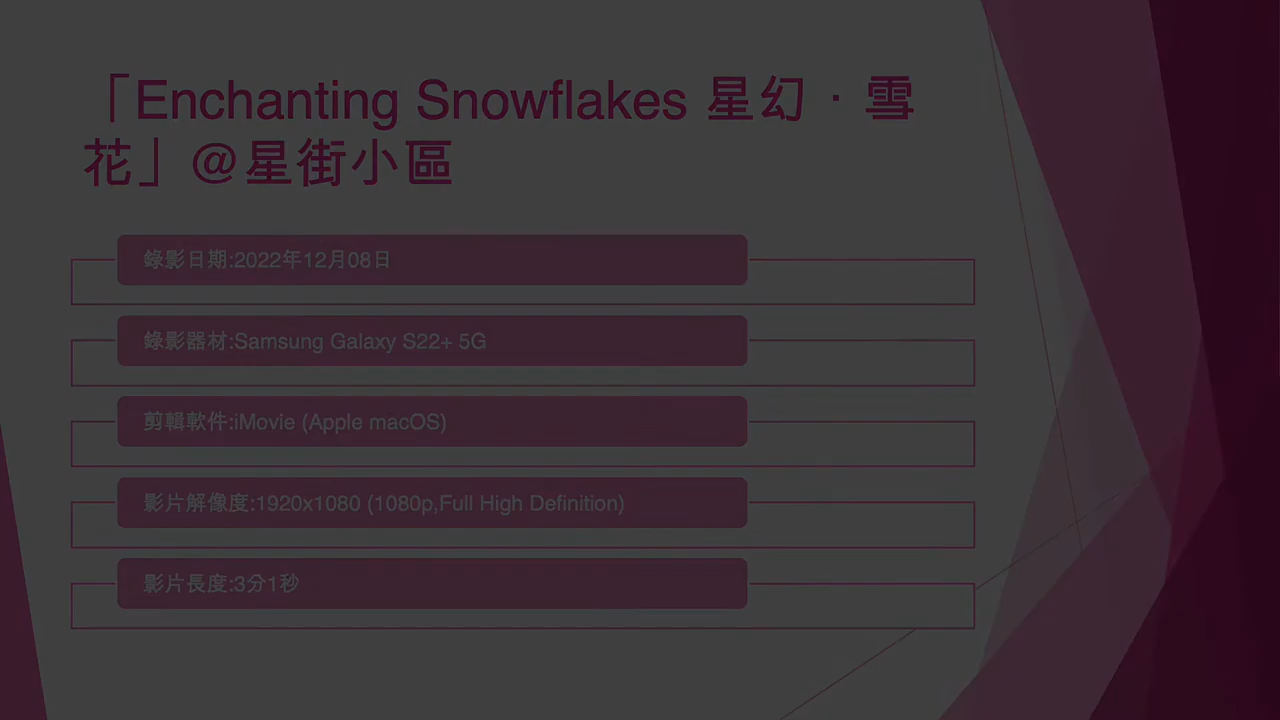 「Enchanting Snowflakes 星幻．雪
花」@星街小區
錄影日期:2022年12月08日
錄影器材:Samsung Galaxy S22+ 5G
剪輯軟件:iMovie (Apple macOS)
影片解像度:1920x1080 (1080p,Full High Definition)
影片長度:3分1秒